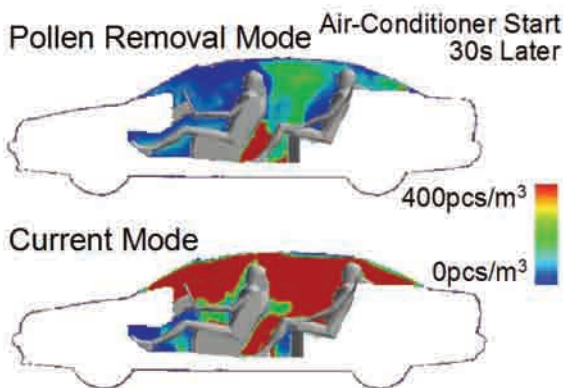 Pollen Removal Mode
Air-Conditioner Start
30s Later
400pcs/m³
Current Mode
0pcs/m³